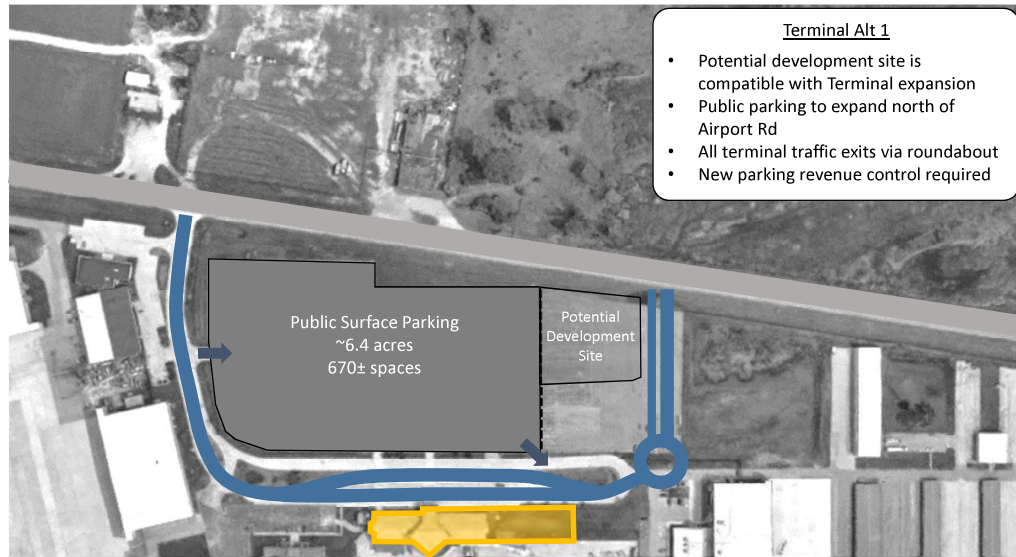 Terminal Alt 1
• Potential development site is
compatible with Terminal expansion
• Public parking to expand north of
Airport Rd
• All terminal traffic exits via roundabout
• New parking revenue control required
Public Surface Parking
~6.4 acres
670± spaces
Potential
Development
Site